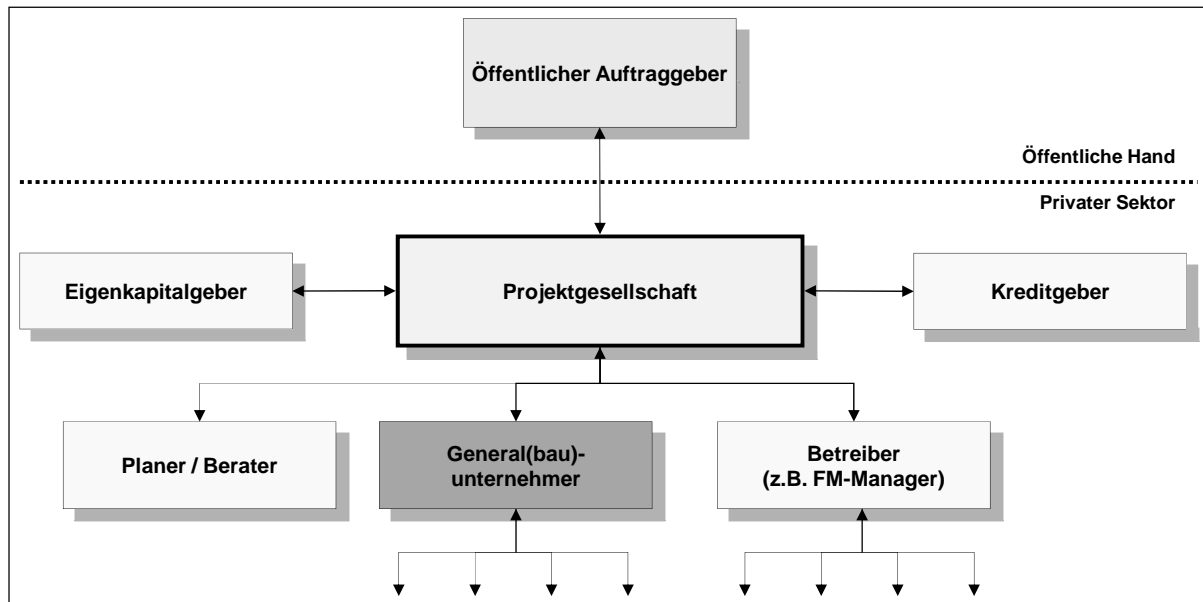 Öffentlicher Auftraggeber
Öffentliche Hand
Privater Sektor
Eigenkapitalgeber
Projektgesellschaft
Kreditgeber
Planer / Berater
General(bau)-
unternehmer
Betreiber
(z.B. FM-Manager)